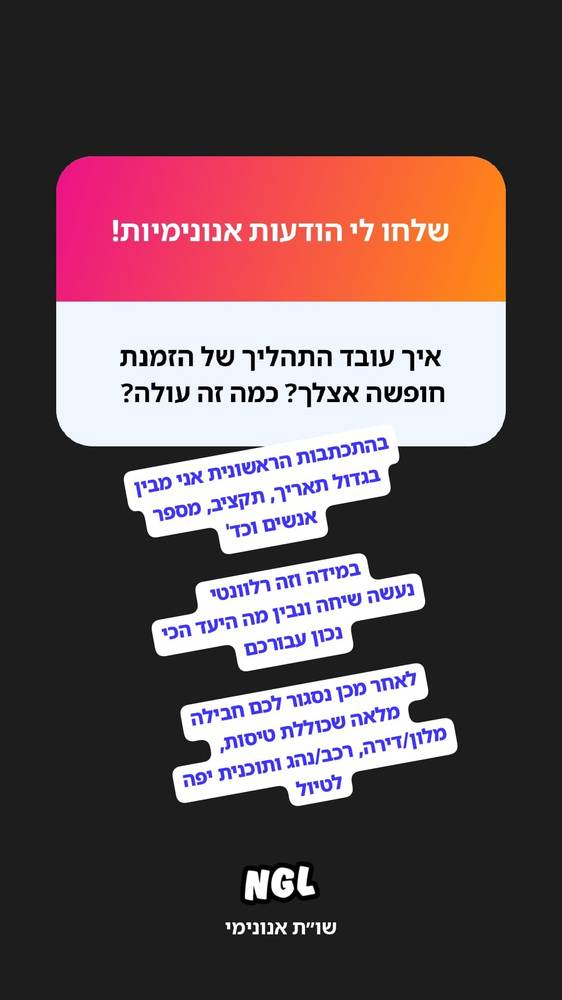 שלחו לי הודעות אנונימיות!
איך עובד התהליך של הזמנת
חופשה אצלך? כמה זה עולה?
בהתכתבות הראשונית אני מבין
בגדול תאריך, תקציב, מספר
אנשים וכד'
במידה וזה רלוונטי
נעשה שיחה ונבין מה היעד הכי
נכון עבורכם
לאחר מכן נסגור לכם חבילה
מלאה שכוללת טיסות,
מלון/דירה, רכב/נהג ותוכנית יפה
לטיול
NGL
שו״ת אנונימי